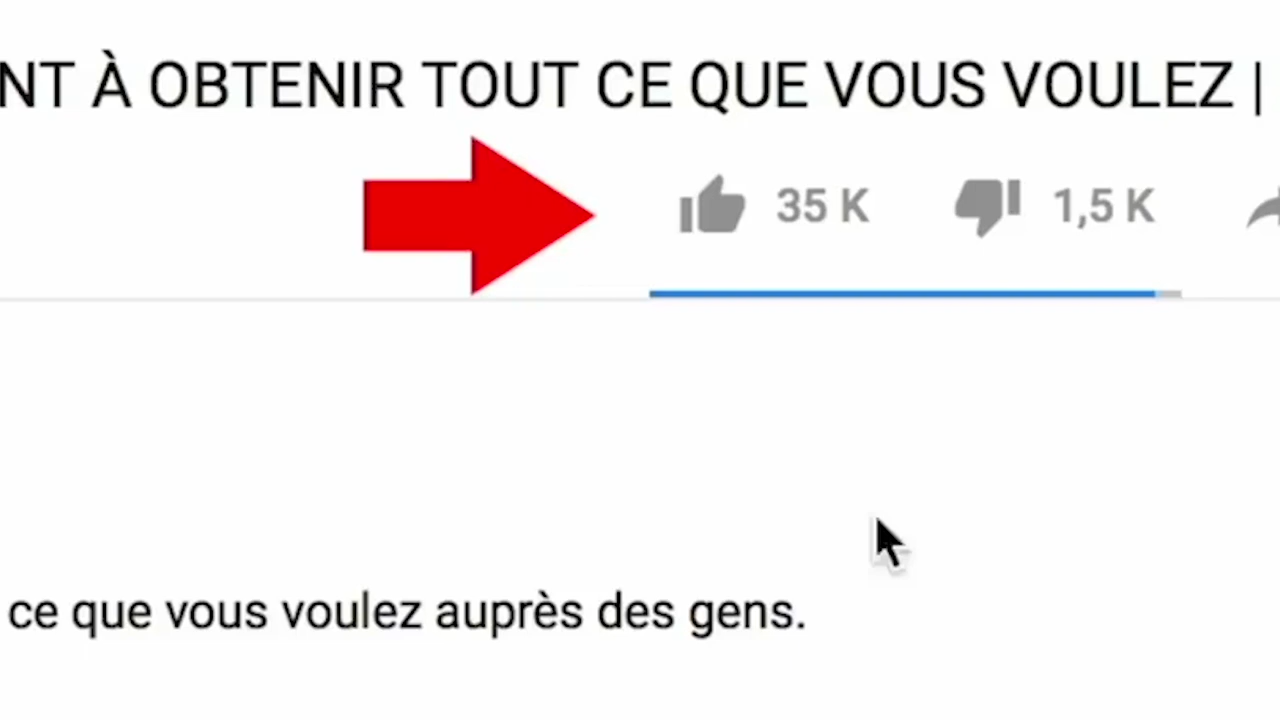 NT À OBTENIR TOUT CE QUE VOUS VOULEZ |
35 K 1,5 K
ce que vous voulez auprès des gens.